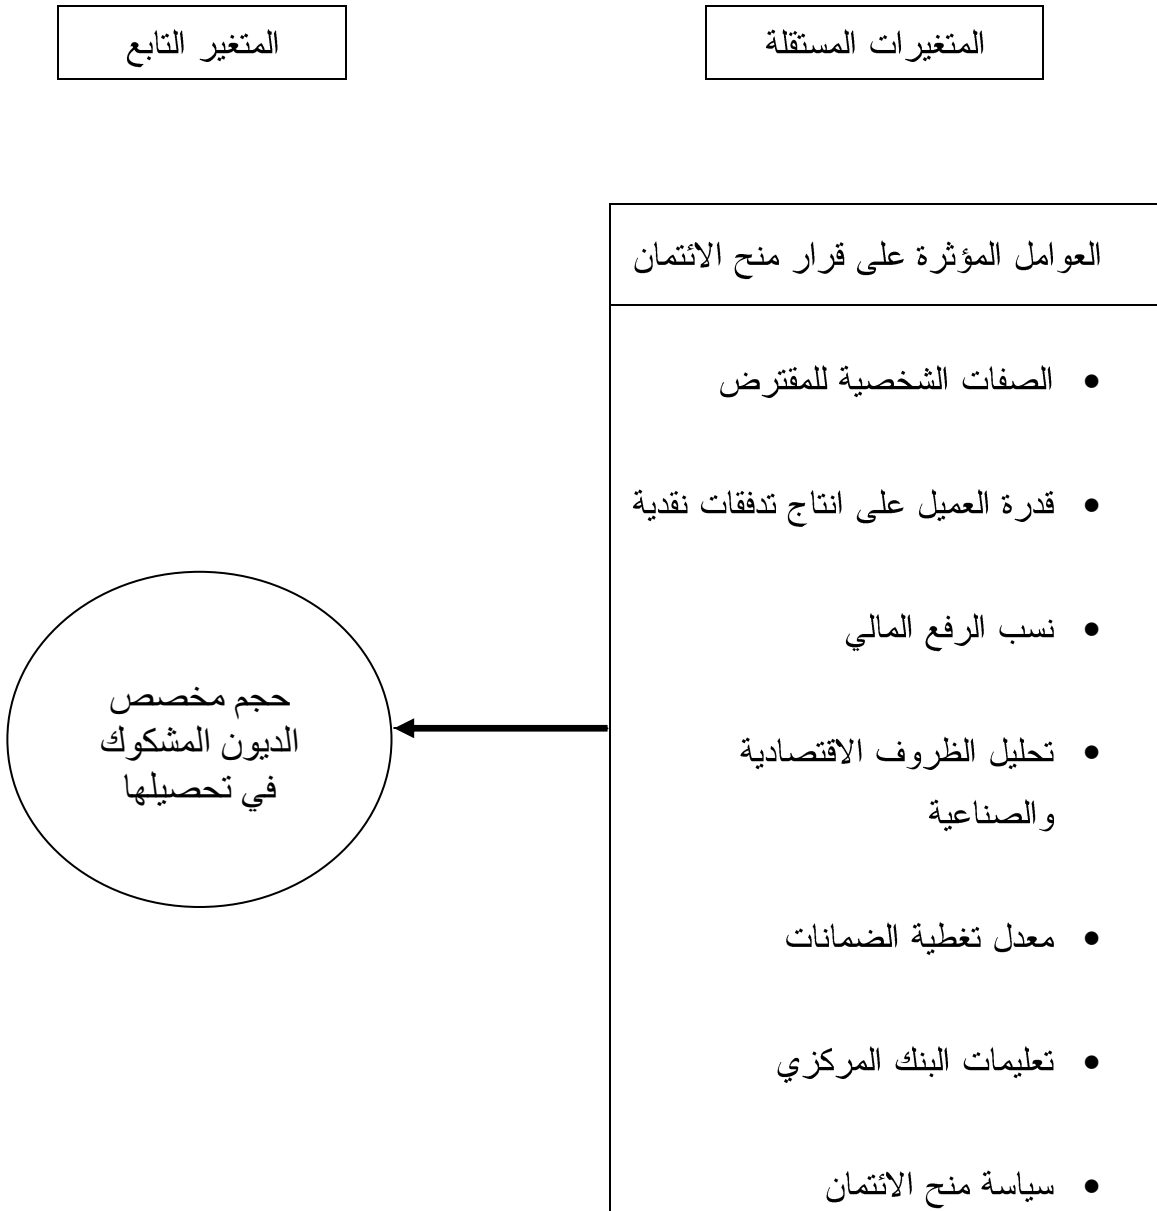 المتغيرات المستقلة
المتغير التابع
العوامل المؤثرة على قرار منح الائتمان
• الصفات الشخصية للمقترض
• قدرة العميل على انتاج تدفقات نقدية
• نسب الرفع المالي
• تحليل الظروف الاقتصادية
والصناعية
• معدل تغطية الضمانات
• تعليمات البنك المركزي
• سياسة منح الائتمان
حجم مخصص
الديون المشكوك
في تحصيلها